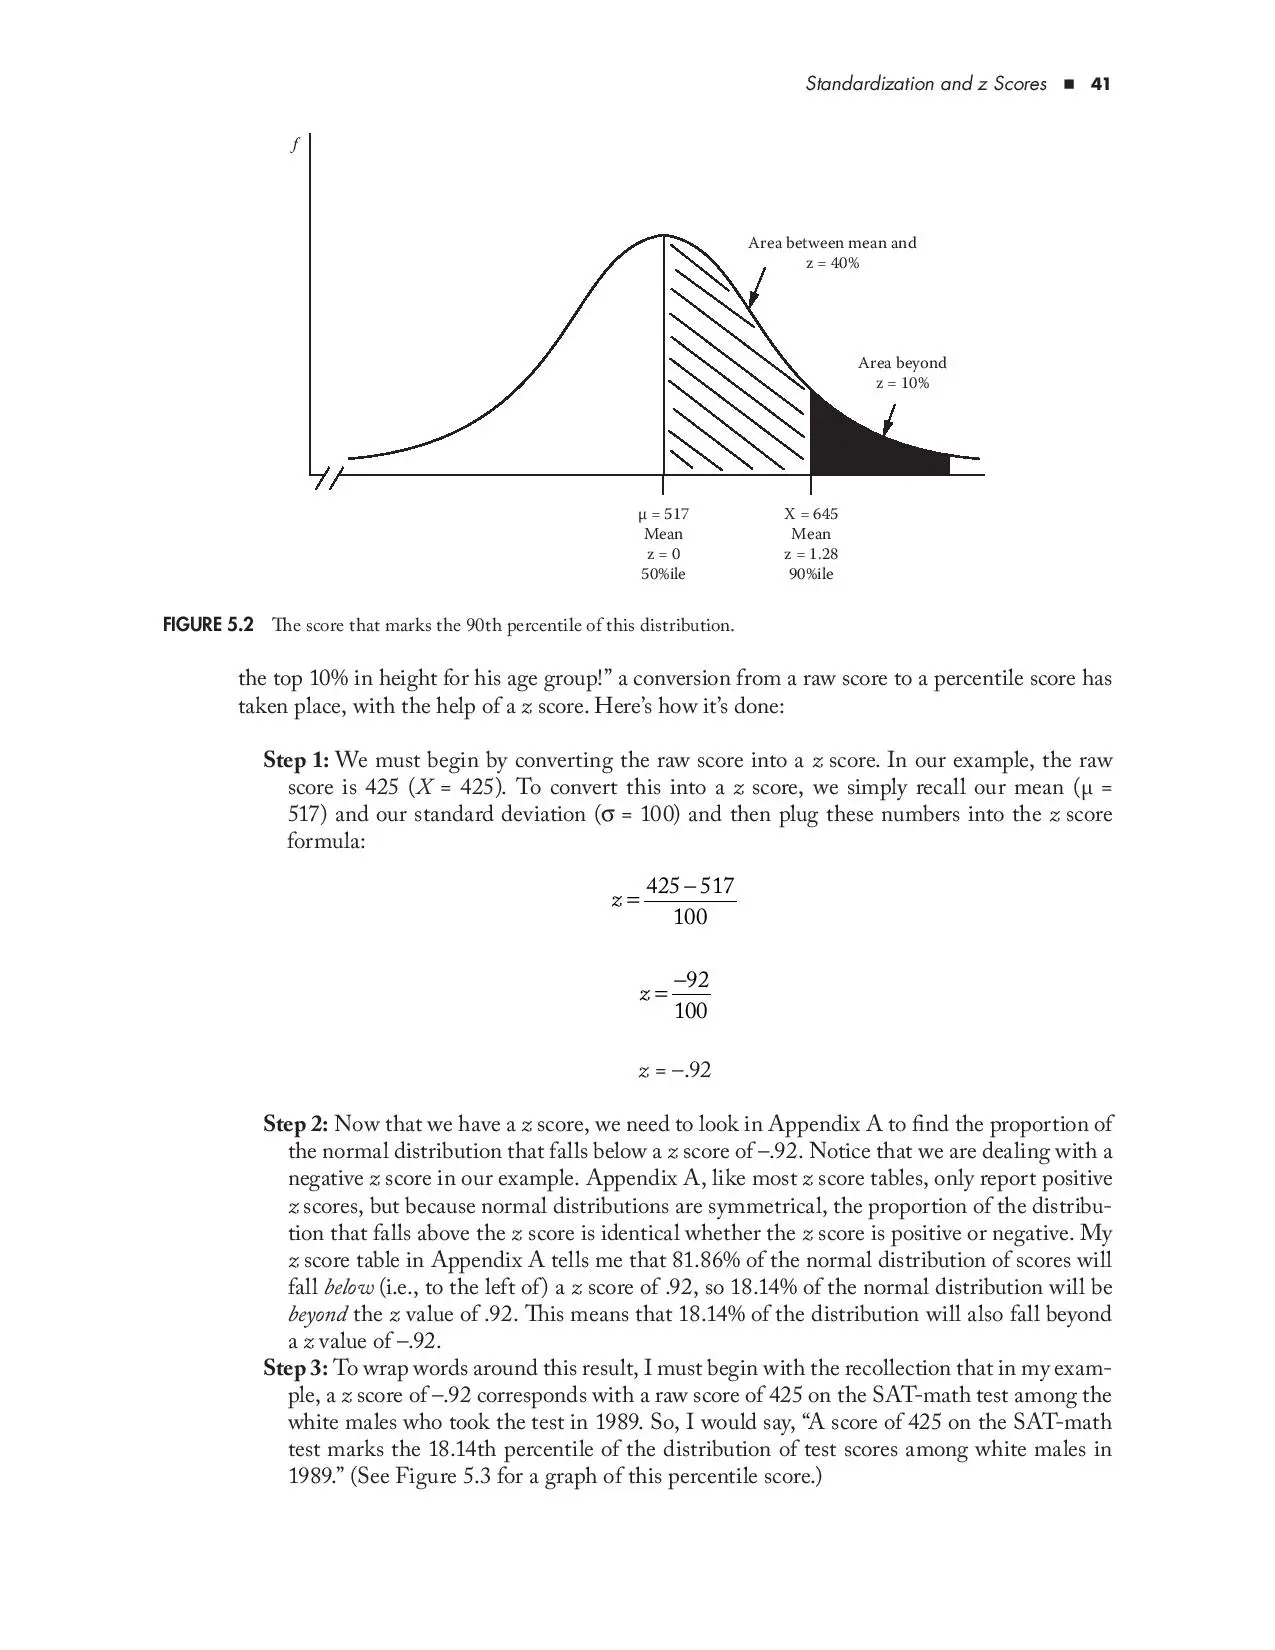 Standardization and z Scores ■ 41
f
Area between mean and
z = 40%
Area beyond
z = 10%
μ = 517
Mean
z = 0
50%ile
X = 645
Mean
z = 1.28
90%ile
FIGURE 5.2 The score that marks the 90th percentile of this distribution.
the top 10% in height for his age group!” a conversion from a raw score to a percentile score has
taken place, with the help of a z score. Here’s how it’s done:
Step 1: We must begin by converting the raw score into a z score. In our example, the raw
score is 425 (X = 425). To convert this into a z score, we simply recall our mean (μ =
517) and our standard deviation (σ = 100) and then plug these numbers into the z score
formula:
z = 425 – 517
100
z = –92
100
z = –.92
Step 2: Now that we have a z score, we need to look in Appendix A to find the proportion of
the normal distribution that falls below a z score of –.92. Notice that we are dealing with a
negative z score in our example. Appendix A, like most z score tables, only report positive
z scores, but because normal distributions are symmetrical, the proportion of the distribu-
tion that falls above the z score is identical whether the z score is positive or negative. My
z score table in Appendix A tells me that 81.86% of the normal distribution of scores will
fall below (i.e., to the left of) a z score of .92, so 18.14% of the normal distribution will be
beyond the z value of .92. This means that 18.14% of the distribution will also fall beyond
a z value of –.92.
Step 3: To wrap words around this result, I must begin with the recollection that in my exam-
ple, a z score of –.92 corresponds with a raw score of 425 on the SAT-math test among the
white males who took the test in 1989. So, I would say, “A score of 425 on the SAT-math
test marks the 18.14th percentile of the distribution of test scores among white males in
1989.” (See Figure 5.3 for a graph of this percentile score.)